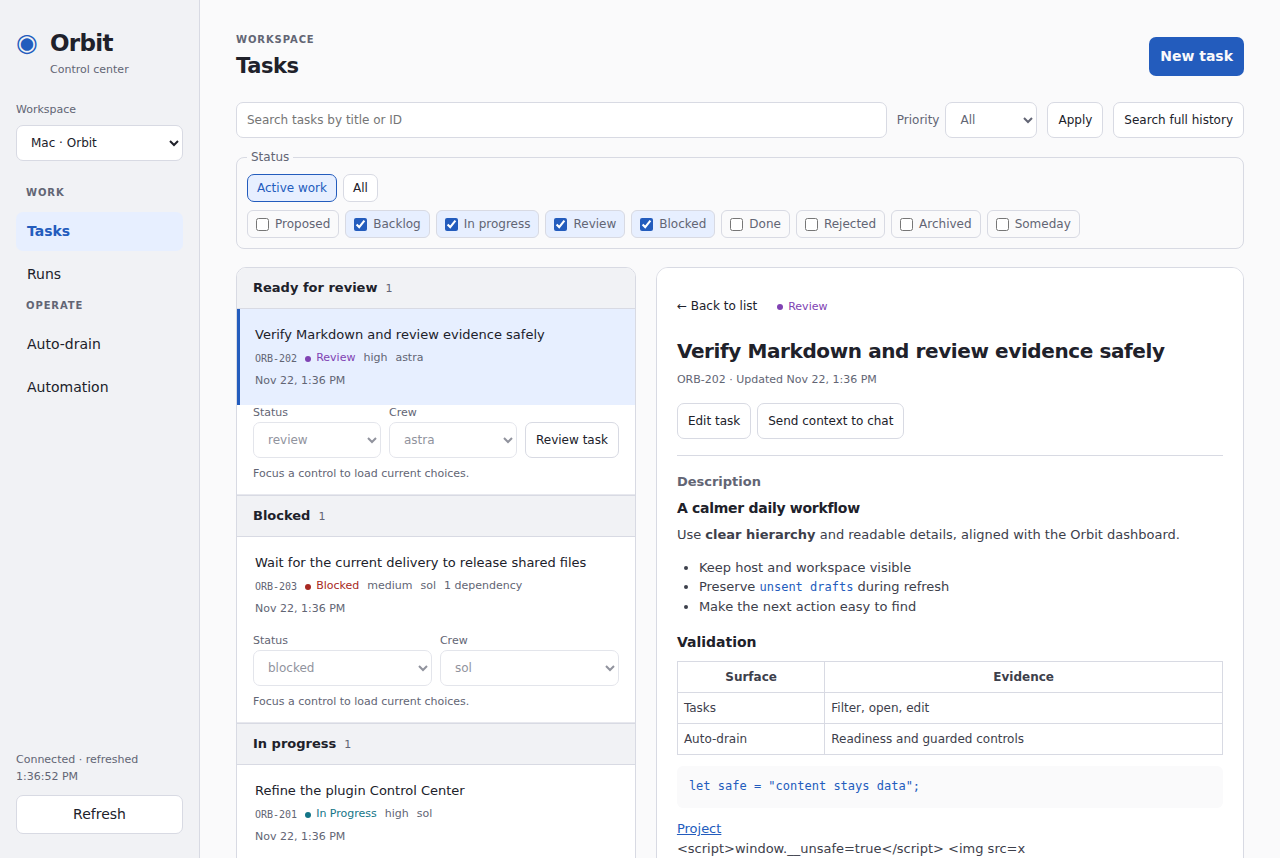 ◉ Orbit
Control center
Workspace
Mac · Orbit
WORK
Tasks
Runs
OPERATE
Auto-drain
Automation
Connected · refreshed
1:36:52 PM
Refresh
WORKSPACE
Tasks
New task
Search tasks by title or ID
Priority All Apply Search full history
Status
Active work All
Proposed Backlog In progress Review Blocked Done Rejected Archived Someday
Ready for review 1
Verify Markdown and review evidence safely
ORB-202 Review high astra
Nov 22, 1:36 PM
Status Crew
review astra Review task
Focus a control to load current choices.
Blocked 1
Wait for the current delivery to release shared files
ORB-203 Blocked medium sol 1 dependency
Nov 22, 1:36 PM
Status Crew
blocked sol
Focus a control to load current choices.
In progress 1
Refine the plugin Control Center
ORB-201 In Progress high sol
Nov 22, 1:36 PM
← Back to list Review
Verify Markdown and review evidence safely
ORB-202 · Updated Nov 22, 1:36 PM
Edit task Send context to chat
Description
A calmer daily workflow
Use clear hierarchy and readable details, aligned with the Orbit dashboard.
• Keep host and workspace visible
• Preserve unsent drafts during refresh
• Make the next action easy to find
Validation
Surface Evidence
Tasks Filter, open, edit
Auto-drain Readiness and guarded controls
let safe = "content stays data";
Project
<script>window.__unsafe=true</script> <img src=x